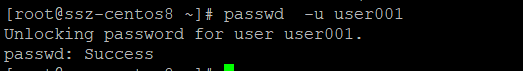 [root@ssz-centos8 ~]# passwd  -u user001
Unlocking password for user user001.
passwd: Success